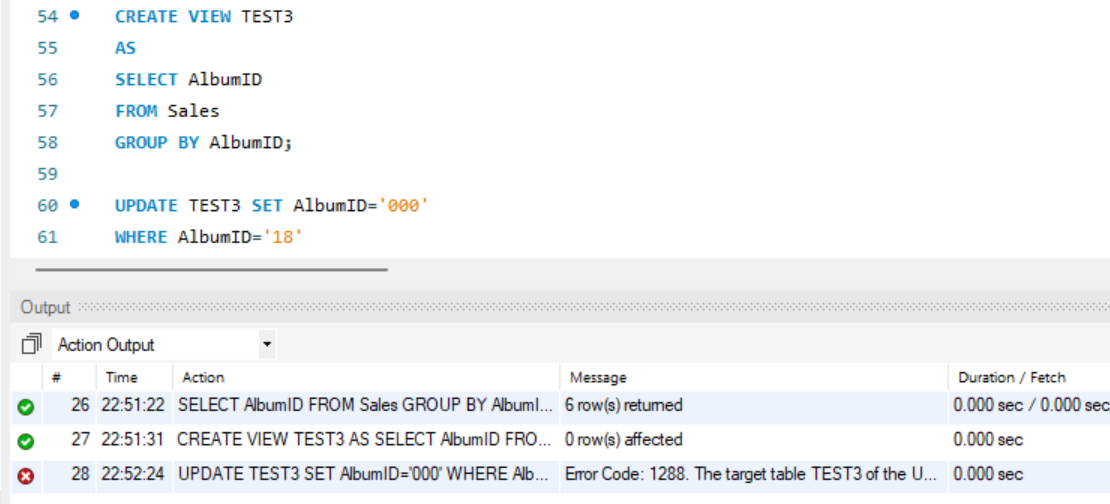 54 CREATE VIEW TEST3
55 AS
56 SELECT AlbumID
57 FROM Sales
58 GROUP BY AlbumID;
59
60 UPDATE TEST3 SET AlbumID='000'
61 WHERE AlbumID='18'
Output
Action Output
# Time Action Message Duration / Fetch
26 22:51:22 SELECT AlbumID FROM Sales GROUP BY AlbumI... 6 row(s) returned 0.000 sec / 0.000 sec
27 22:51:31 CREATE VIEW TEST3 AS SELECT AlbumID FRO... 0 row(s) affected 0.000 sec
28 22:52:24 UPDATE TEST3 SET AlbumID='000' WHERE Alb... Error Code: 1288. The target table TEST3 of the U... 0.000 sec